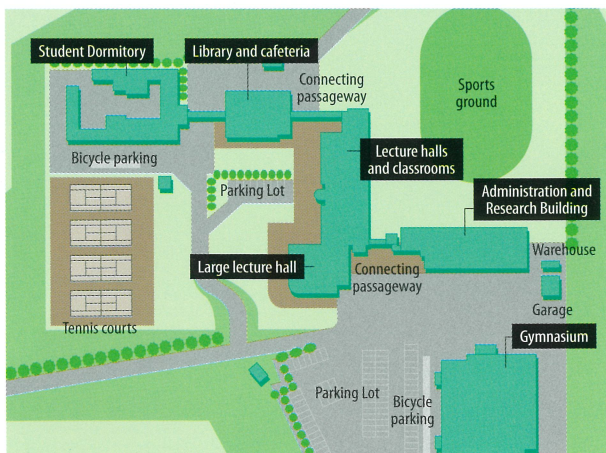 Student Dormitory
Library and cafeteria
Connecting
passageway
Sports
ground
Bicycle parking
Lecture halls
and classrooms
Parking Lot
Administration and
Research Building
Large lecture hall
Connecting
passageway
Warehouse
Garage
Tennis courts
Gymnasium
Parking Lot
Bicycle
parking